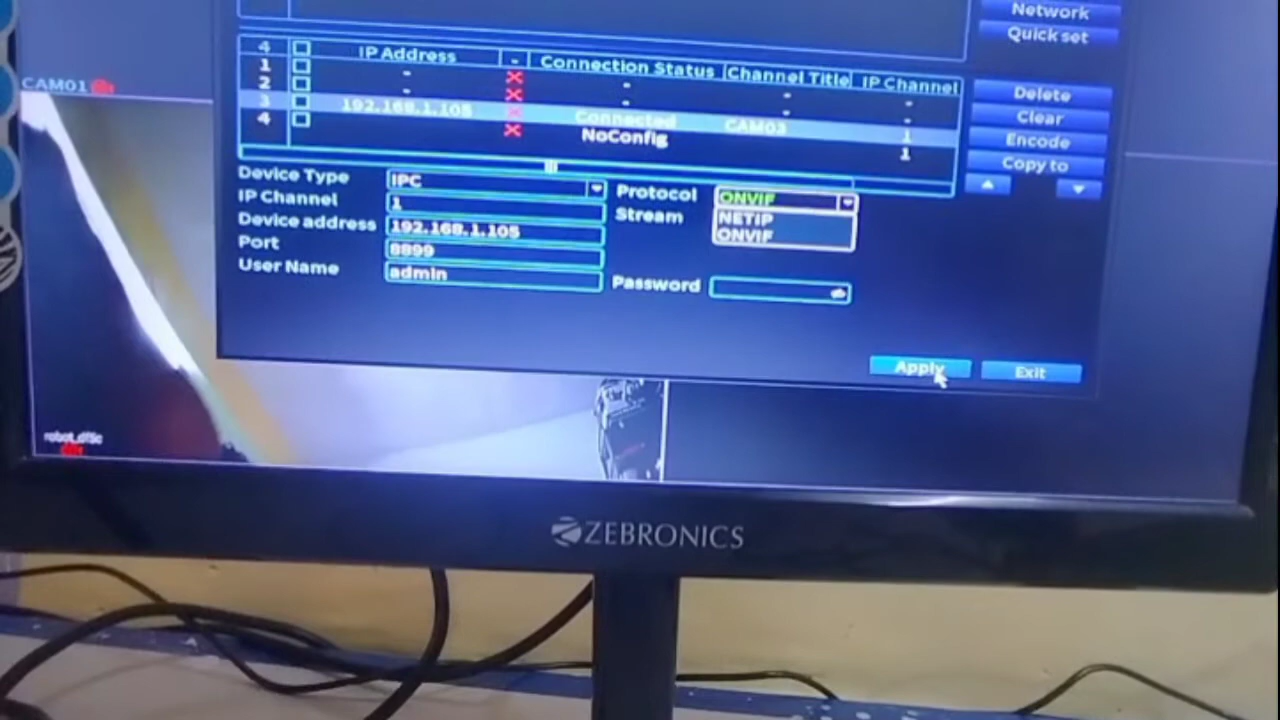 Network
Quick set
4 IP Address - Connection Status Channel Title IP Channel
1 - - - -
2 - - - -
3 192.168.1.105 Connected CAM03 1
4 NoConfig 1
Delete
Clear
Encode
Copy to
Device Type IPC Protocol ONVIF
IP Channel 1 Stream NETIP
ONVIF
Device address 192.168.1.105
Port 8899
User Name admin Password
Apply Exit
CAM01
ZEBRONICS